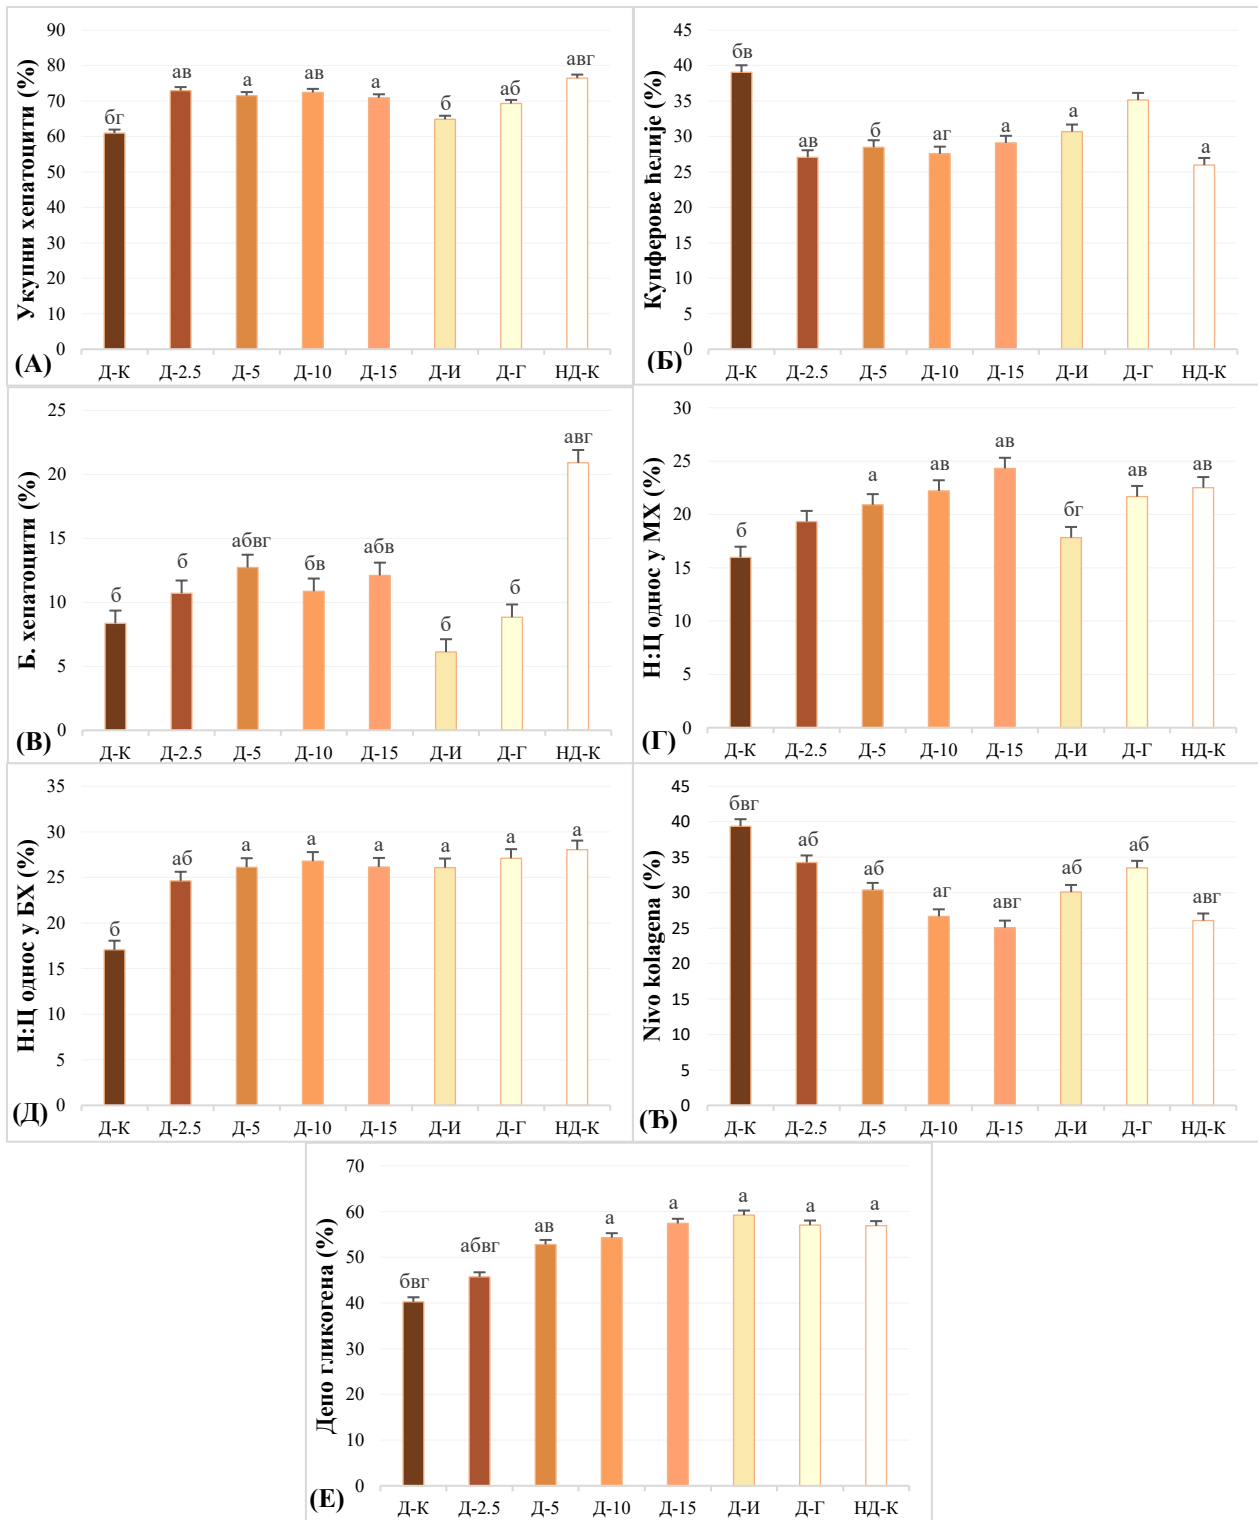 Укупни хепатоцити (%)
90
80
70
60
50
40
30
20
10
0
бг
ав
а
ав
а
б
аб
авг
Д-К Д-2.5 Д-5 Д-10 Д-15 Д-И Д-Г НД-К
(А)
Купферове ћелије (%)
45
40
35
30
25
20
15
10
5
0
бв
ав
б
аг
а
а
а
Д-К Д-2.5 Д-5 Д-10 Д-15 Д-И Д-Г НД-К
(Б)
Б. хепатоцити (%)
25
20
15
10
5
0
б
б
абвг
бв
абв
б
б
авг
Д-К Д-2.5 Д-5 Д-10 Д-15 Д-И Д-Г НД-К
(В)
Н:Ц однос у МХ (%)
30
25
20
15
10
5
0
б
а
ав
ав
бг
ав
ав
Д-К Д-2.5 Д-5 Д-10 Д-15 Д-И Д-Г НД-К
(Г)
Н:Ц однос у БХ (%)
35
30
25
20
15
10
5
0
б
аб
а
а
а
а
а
а
Д-К Д-2.5 Д-5 Д-10 Д-15 Д-И Д-Г НД-К
(Д)
Nivo kolagena (%)
45
40
35
30
25
20
15
10
5
0
бвг
аб
аб
аг
авг
аб
аб
авг
Д-К Д-2.5 Д-5 Д-10 Д-15 Д-И Д-Г НД-К
(Ђ)
Депо гликогена (%)
70
60
50
40
30
20
10
0
бвг
абвг
ав
а
а
а
а
а
Д-К Д-2.5 Д-5 Д-10 Д-15 Д-И Д-Г НД-К
(Е)